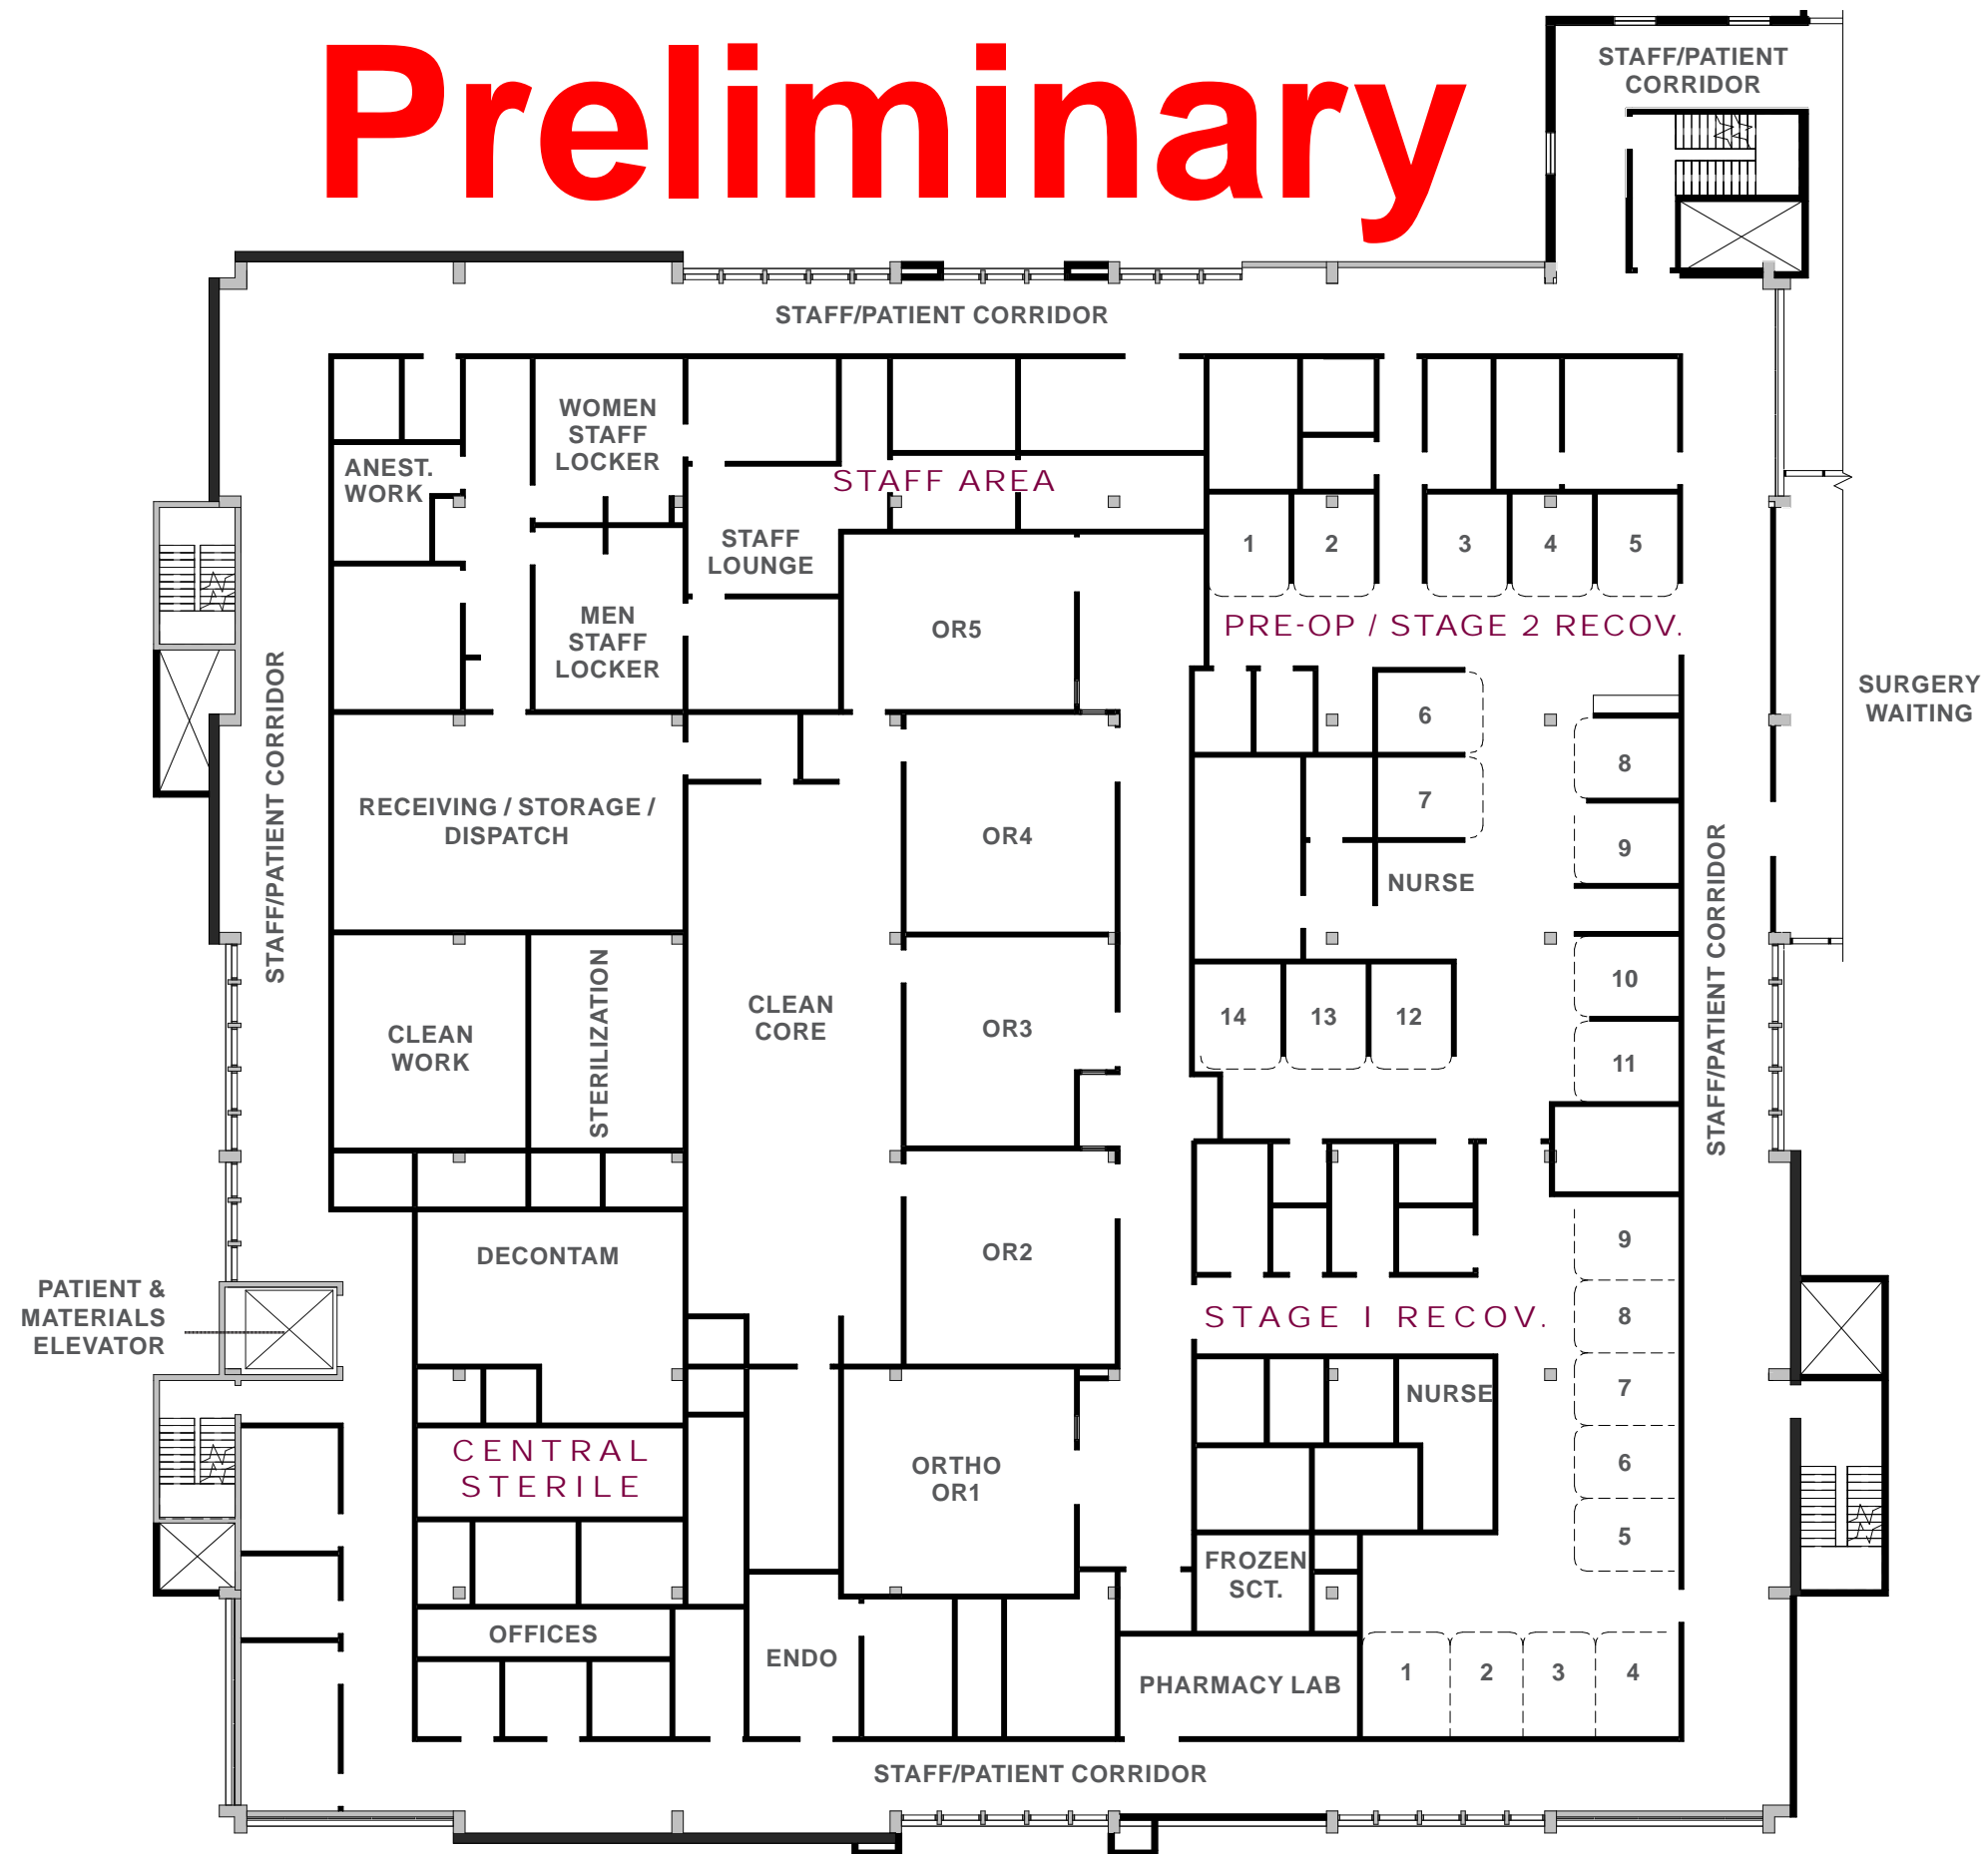 Preliminary
STAFF/PATIENT
CORRIDOR
STAFF/PATIENT CORRIDOR
WOMEN
STAFF
LOCKER
ANEST.
WORK
STAFF AREA
STAFF
LOUNGE
1
2
3
4
5
MEN
STAFF
LOCKER
OR5
PRE-OP / STAGE 2 RECOV.
STAFF/PATIENT CORRIDOR
SURGERY
WAITING
6
8
7
RECEIVING / STORAGE /
DISPATCH
OR4
9
NURSE
STAFF/PATIENT CORRIDOR
10
CLEAN
CORE
OR3
14
13
12
CLEAN
WORK
STERILIZATION
11
DECONTAM
OR2
9
PATIENT &
MATERIALS
ELEVATOR
STAGE I RECOV.
8
7
NURSE
CENTRAL
STERILE
ORTHO
OR1
6
5
FROZEN
SCT.
OFFICES
ENDO
PHARMACY LAB
1
2
3
4
STAFF/PATIENT CORRIDOR